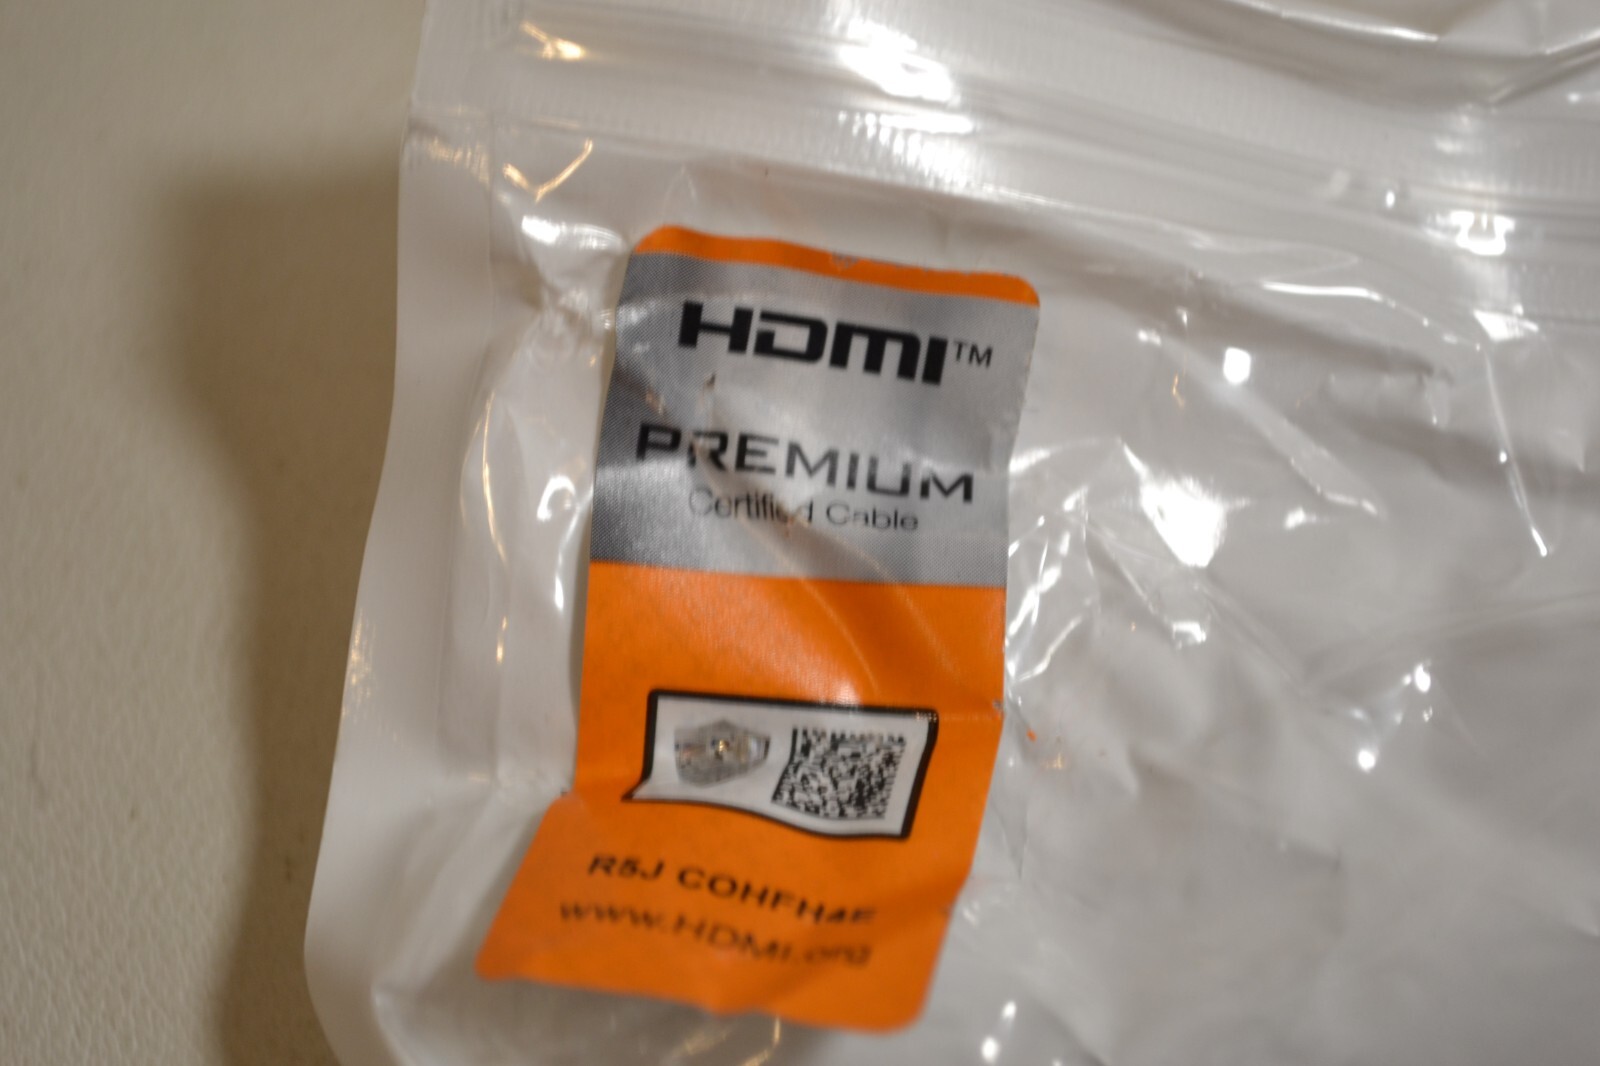 HDMI™
PREMIUM
Certified Cable
R5J COHFH4F
www.HDMI.org